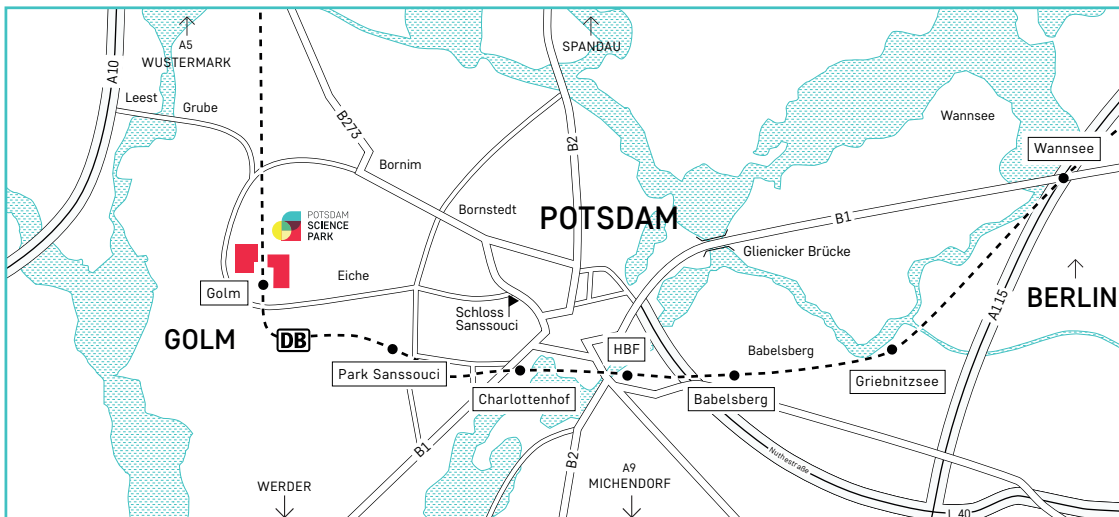 A5
WUSTERMARK
SPANDAU
A10
Leest
Grube
B273
B2
Wannsee
Wannsee
Bornim
Bornstedt
POTSDAM
B1
POTSDAM
SCIENCE
PARK
Glienicker Brücke
Eiche
Golm
Schloss
Sanssouci
A115
BERLIN
GOLM
DB
HBF
Babelsberg
Park Sanssouci
Charlottenhof
Babelsberg
Griebnitzsee
B1
B2
Nuthestraße
WERDER
A9
MICHENDORF
L 40